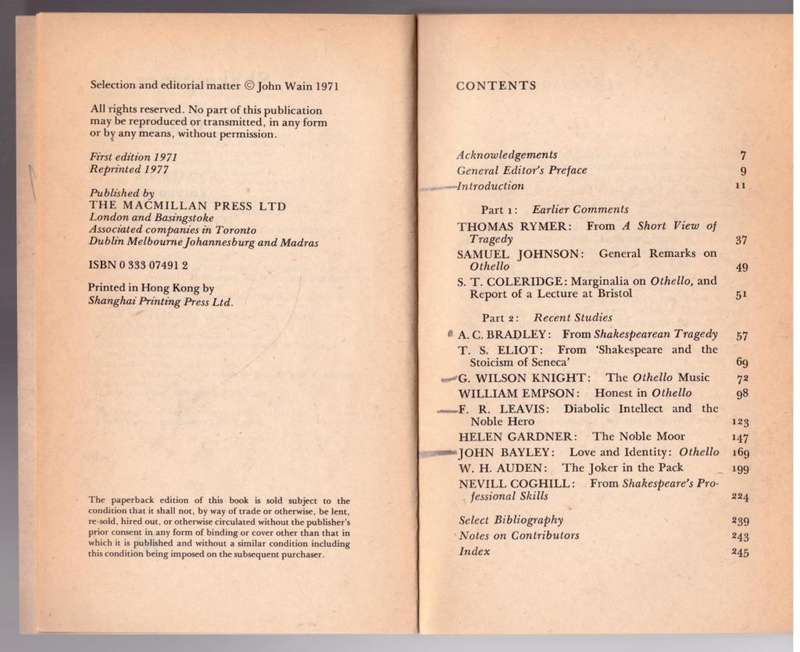 Selection and editorial matter © John Wain 1971
All rights reserved. No part of this publication
may be reproduced or transmitted, in any form
or by any means, without permission.
First edition 1971
Reprinted 1977
Published by
THE MACMILLAN PRESS LTD
London and Basingstoke
Associated companies in Toronto
Dublin Melbourne Johannesburg and Madras
ISBN 0 333 07491 2
Printed in Hong Kong by
Shanghai Printing Press Ltd.
The paperback edition of this book is sold subject to the
condition that it shall not, by way of trade or otherwise, be lent,
re-sold, hired out, or otherwise circulated without the publisher's
prior consent in any form of binding or cover other than that in
which it is published and without a similar condition including
this condition being imposed on the subsequent purchaser.
CONTENTS
Acknowledgements 7
General Editor's Preface 9
Introduction 11
Part 1: Earlier Comments
THOMAS RYMER: From A Short View of
Tragedy 37
SAMUEL JOHNSON: General Remarks on
Othello 49
S. T. COLERIDGE: Marginalia on Othello, and
Report of a Lecture at Bristol 51
Part 2: Recent Studies
A. C. BRADLEY: From Shakespearean Tragedy 57
T. S. ELIOT: From 'Shakespeare and the
Stoicism of Seneca' 69
G. WILSON KNIGHT: The Othello Music 72
WILLIAM EMPSON: Honest in Othello 98
F. R. LEAVIS: Diabolic Intellect and the
Noble Hero 123
HELEN GARDNER: The Noble Moor 147
JOHN BAYLEY: Love and Identity: Othello 169
W. H. AUDEN: The Joker in the Pack 199
NEVILL COGHILL: From Shakespeare's Pro-
fessional Skills 224
Select Bibliography 239
Notes on Contributors 243
Index 245